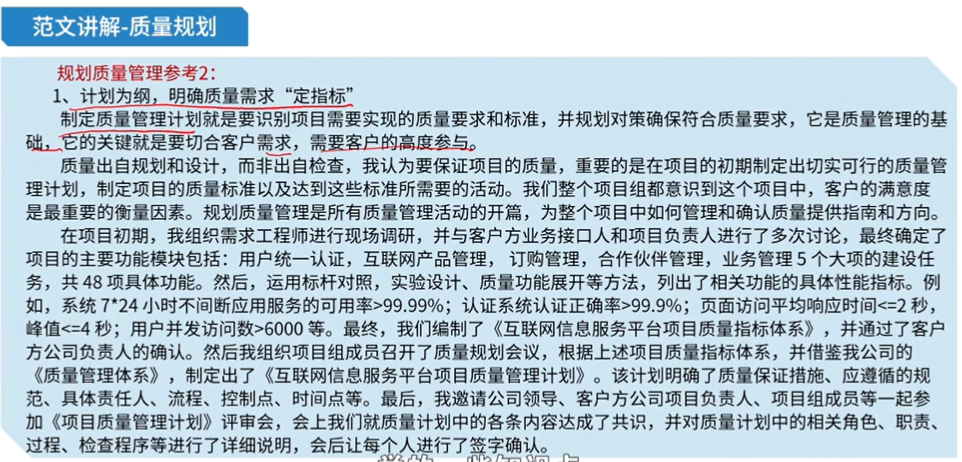 范文讲解-质量规划
规划质量管理参考2：
1、计划为纲，明确质量需求“定指标”
制定质量管理计划就是要识别项目需要实现的质量要求和标准，并规划对策确保符合质量要求，它是质量管理的基
础，它的关键就是要切合客户需求，需要客户的高度参与。
质量出自规划和设计，而非出自检查，我认为要保证项目的质量，重要的是在项目的初期制定出切实可行的质量管
理计划，制定项目的质量标准以及达到这些标准所需要的活动。我们整个项目组都意识到这个项目中，客户的满意度
是最重要的衡量因素。规划质量管理是所有质量管理活动的开篇，为整个项目中如何管理和确认质量提供指南和方向。
在项目初期，我组织需求工程师进行现场调研，并与客户方业务接口人和项目负责人进行了多次讨论，最终确定了
项目的主要功能模块包括：用户统一认证，互联网产品管理， 订购管理，合作伙伴管理，业务管理 5 个大项的建设任
务，共 48 项具体功能。然后，运用标杆对照，实验设计、质量功能展开等方法，列出了相关功能的具体性能指标。例
如，系统 7*24 小时不间断应用服务的可用率>99.99%；认证系统认证正确率>99.9%；页面访问平均响应时间<=2 秒，
峰值<=4 秒；用户并发访问数>6000 等。最终，我们编制了《互联网信息服务平台项目质量指标体系》，并通过了客户
方公司负责人的确认。然后我组织项目组成员召开了质量规划会议，根据上述项目质量指标体系，并借鉴我公司的
《质量管理体系》，制定出了《互联网信息服务平台项目质量管理计划》。该计划明确了质量保证措施、应遵循的规
范、具体责任人、流程、控制点、时间点等。最后，我邀请公司领导、客户方公司项目负责人、项目组成员等一起参
加《项目质量管理计划》评审会，会上我们就质量计划中的各条内容达成了共识，并对质量计划中的相关角色、职责、
过程、检查程序等进行了详细说明，会后让每个人进行了签字确认。